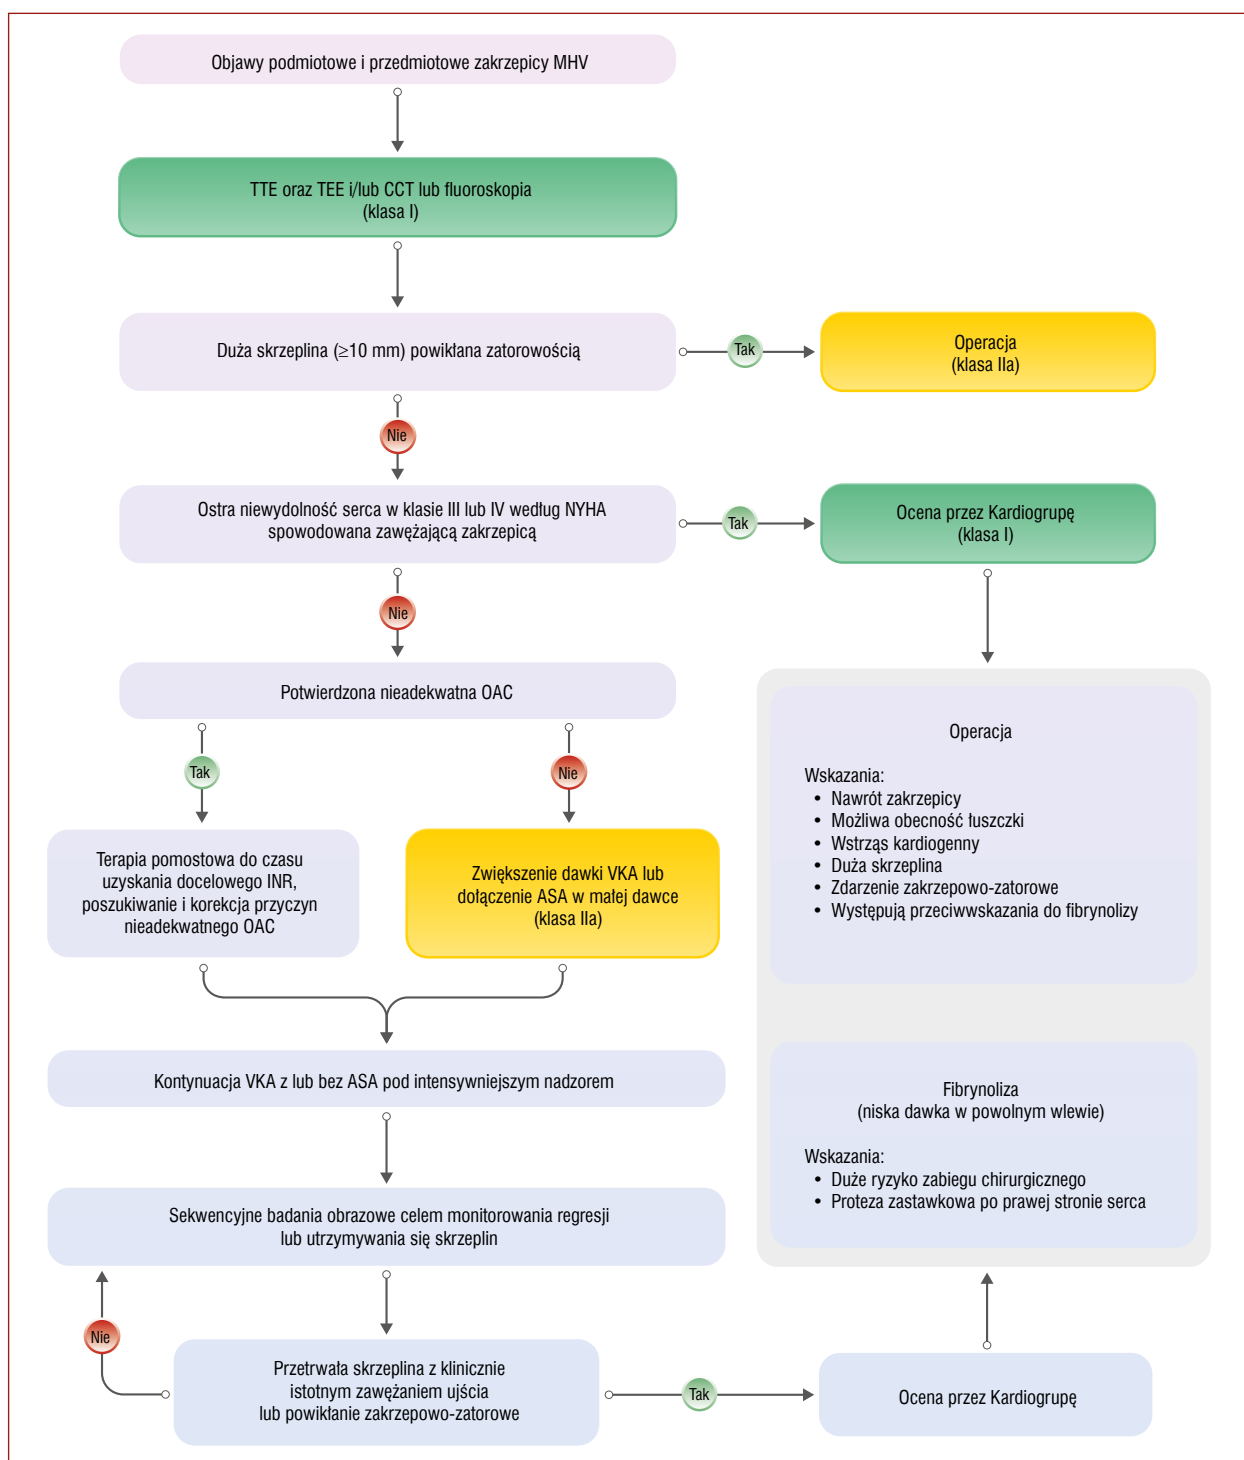 Objawy podmiotowe i przedmiotowe zakrzepicy MHV
TTE oraz TEE i/lub CCT lub fluoroskopia
(klasa I)
Duża skrzeplina (≥10 mm) powikłana zatorowością
Tak
Operacja
(klasa IIa)
Nie
Ostra niewydolność serca w klasie III lub IV według NYHA
spowodowana zawężającą zakrzepicą
Tak
Ocena przez Kardiogrupę
(klasa I)
Nie
Potwierdzona nieadekwatna OAC
Tak
Nie
Terapia pomostowa do czasu
uzyskania docelowego INR,
poszukiwanie i korekcja przyczyn
nieadekwatnego OAC
Zwiększenie dawki VKA lub
dołączenie ASA w małej dawce
(klasa IIa)
Operacja
Wskazania:
• Nawrót zakrzepicy
• Możliwa obecność łuszczki
• Wstrząs kardiogenny
• Duża skrzeplina
• Zdarzenie zakrzepowo-zatorowe
• Występują przeciwwskazania do fibrynolizy
Kontynuacja VKA z lub bez ASA pod intensywniejszym nadzorem
Fibrynoliza
(niska dawka w powolnym wlewie)
Wskazania:
• Duże ryzyko zabiegu chirurgicznego
• Proteza zastawkowa po prawej stronie serca
Sekwencyjne badania obrazowe celem monitorowania regresji
lub utrzymywania się skrzeplin
Nie
Przetrwała skrzeplina z klinicznie
istotnym zawężaniem ujścia
lub powikłanie zakrzepowo-zatorowe
Tak
Ocena przez Kardiogrupę